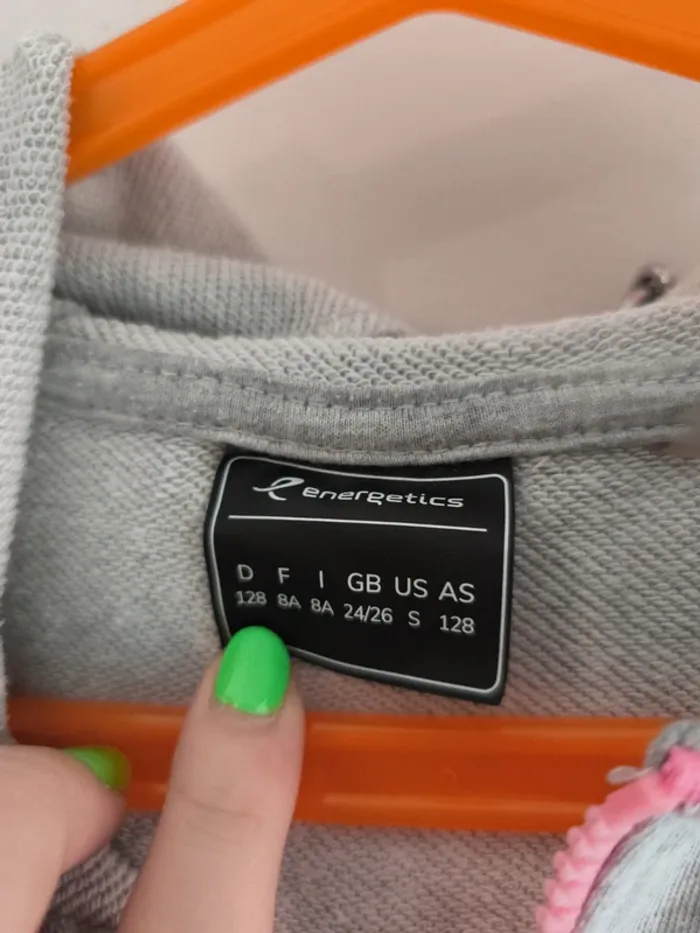 energetics
D F I GB US AS
128 8A 8A 24/26 S 128